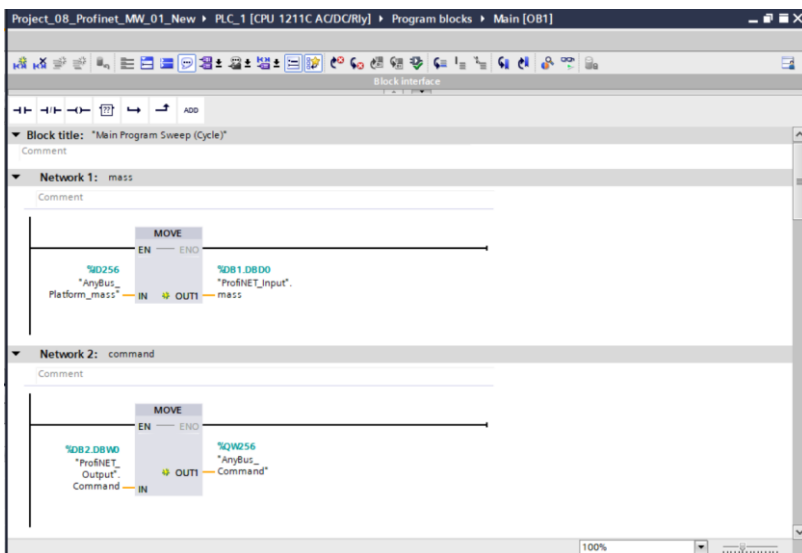 Project_08_Profinet_MW_01_New ▸ PLC_1 [CPU 1211C AC/DC/Rly] ▸ Program blocks ▸ Main [OB1]
Block interface
?? ADD
Block title: "Main Program Sweep (Cycle)"
Comment
Network 1: mass
Comment
MOVE
EN ENO
%ID256
%DB1.DBD0
"AnyBus_
"ProfiNET_Input".
Platform_mass" IN OUT1 mass
Network 2: command
Comment
MOVE
EN ENO
%DB2.DBW0
%QW256
"ProfiNET_
"AnyBus_
Output".
OUT1 Command"
Command IN
100%